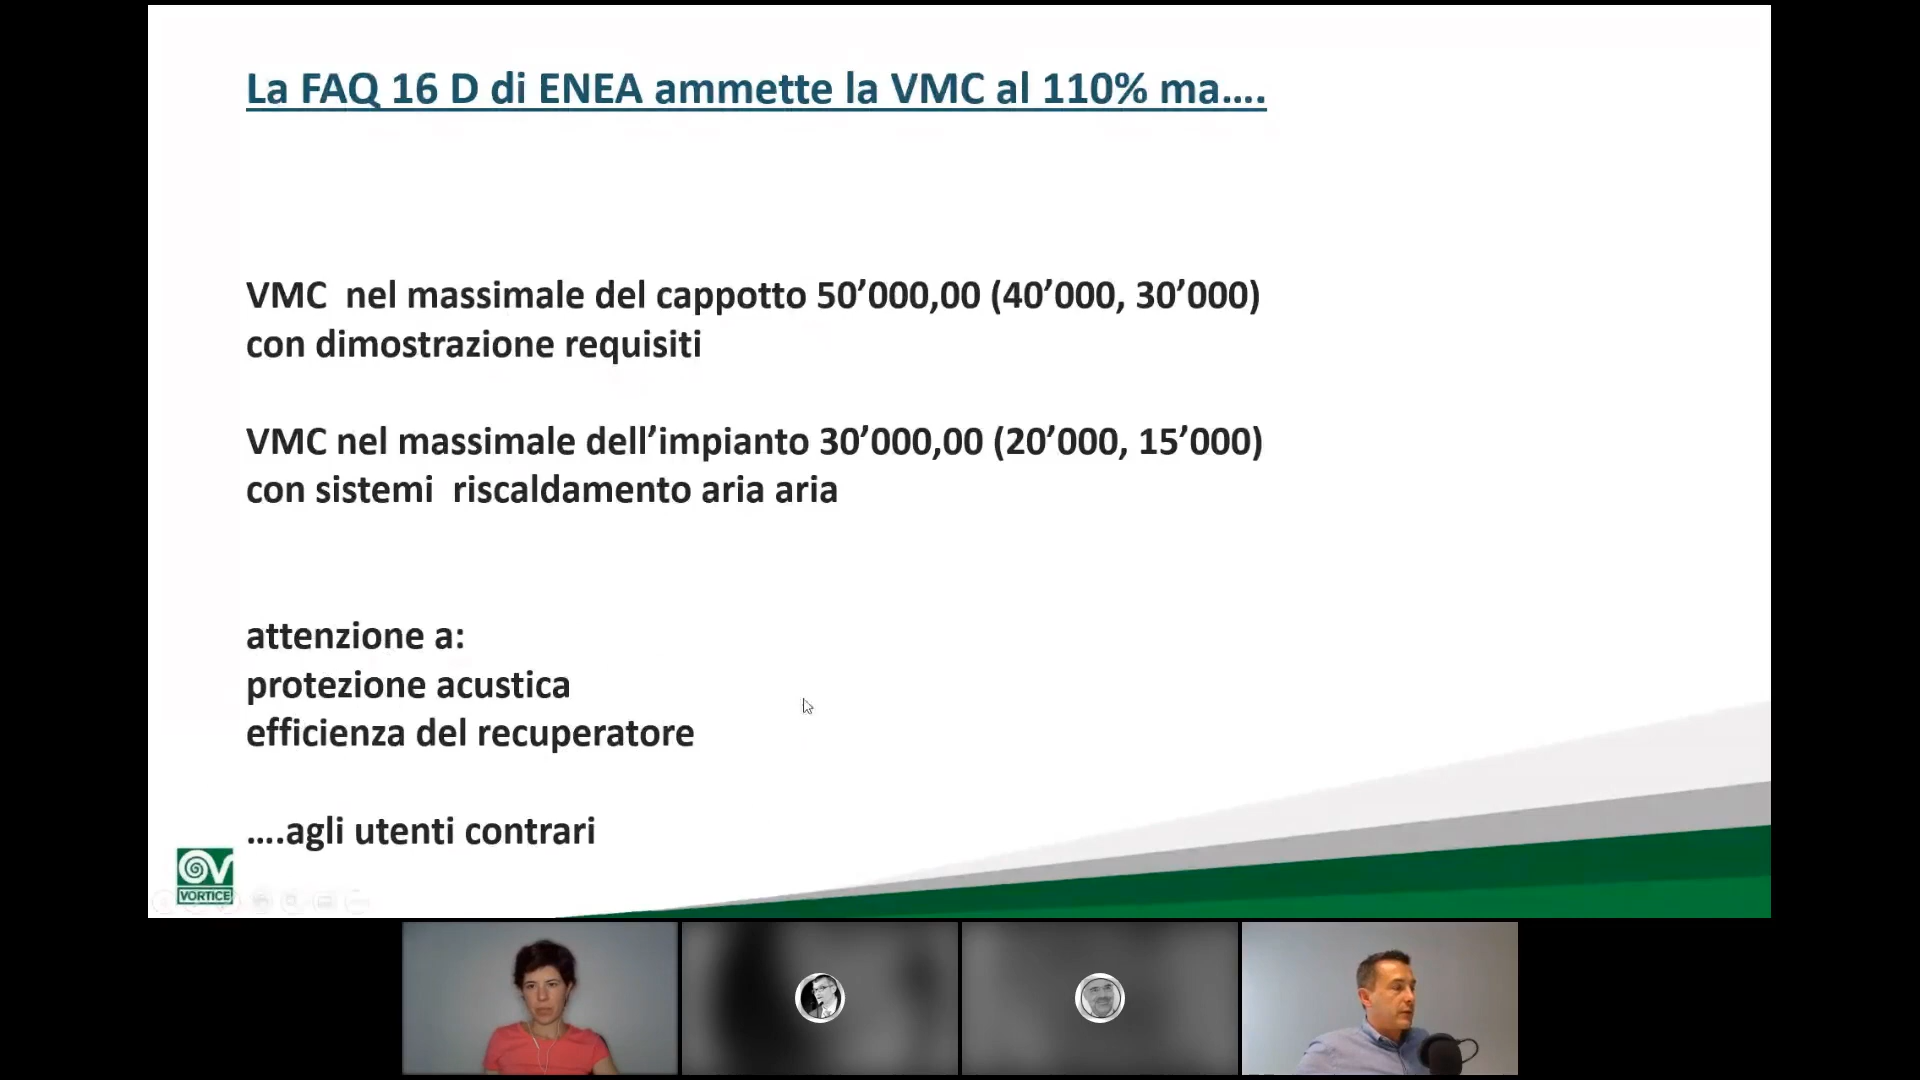 La FAQ 16 D di ENEA ammette la VMC al 110% ma….
VMC  nel massimale del cappotto 50’000,00 (40’000, 30’000)
con dimostrazione requisiti
VMC nel massimale dell’impianto 30’000,00 (20’000, 15’000)
con sistemi  riscaldamento aria aria
attenzione a:
protezione acustica
efficienza del recuperatore
….agli utenti contrari
VORTICE